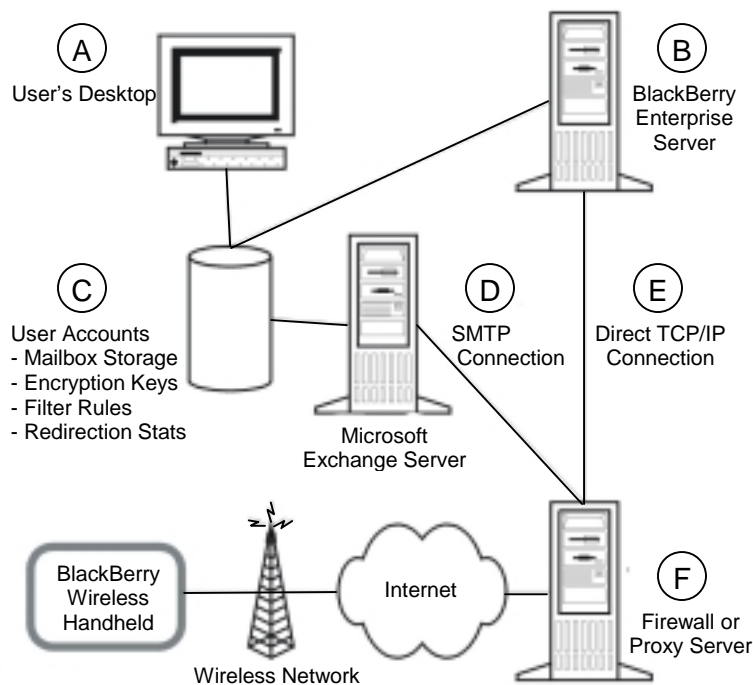 A
User's Desktop
B
BlackBerry
Enterprise
Server
C
User Accounts
- Mailbox Storage
- Encryption Keys
- Filter Rules
- Redirection Stats
D
SMTP
Connection
E
Direct TCP/IP
Connection
Microsoft
Exchange Server
BlackBerry
Wireless
Handheld
Wireless Network
Internet
F
Firewall or
Proxy Server